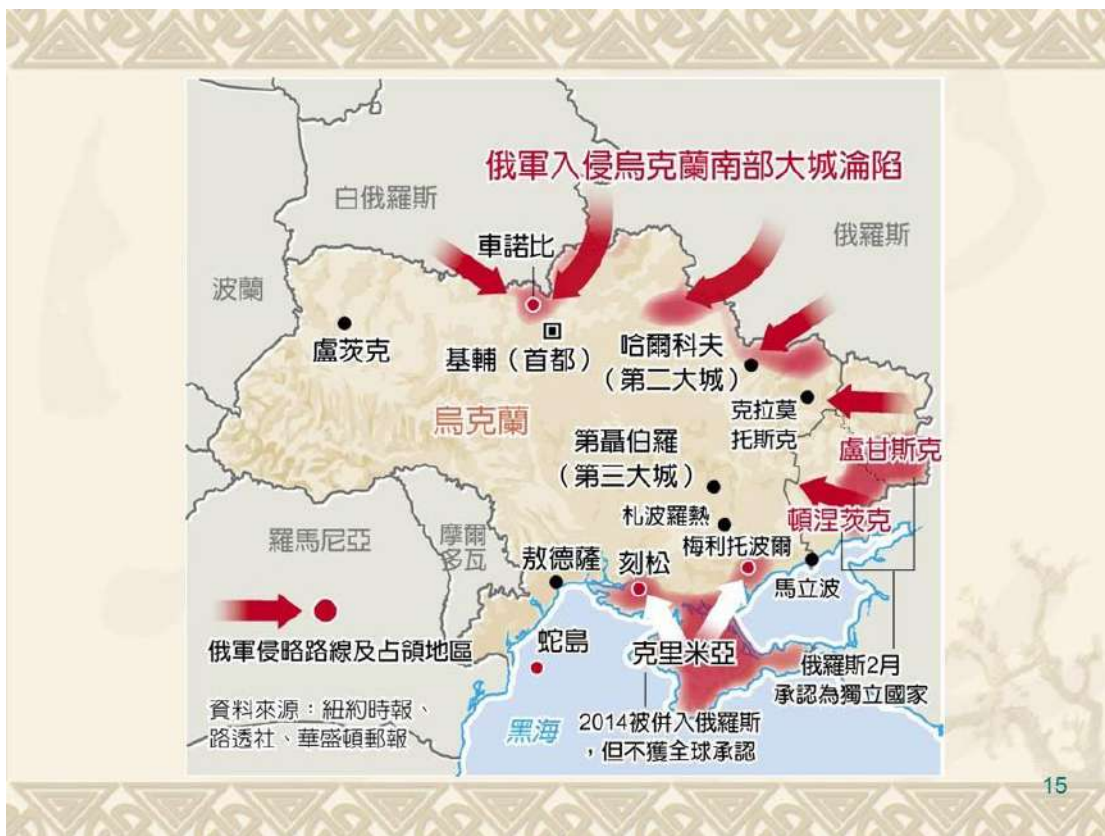 俄軍入侵烏克蘭南部大城淪陷
白俄羅斯
俄羅斯
車諾比
波蘭
盧茨克
基輔（首都）
哈爾科夫
（第二大城）
克拉莫
托斯克
烏克蘭
盧甘斯克
第聶伯羅
（第三大城）
頓涅茨克
札波羅熱
羅馬尼亞
摩爾
多瓦
梅利托波爾
敖德薩
刻松
馬立波
俄軍侵略路線及占領地區
蛇島
克里米亞
俄羅斯2月
承認為獨立國家
資料來源：紐約時報、
路透社、華盛頓郵報
黑海
2014被併入俄羅斯
，但不獲全球承認
15